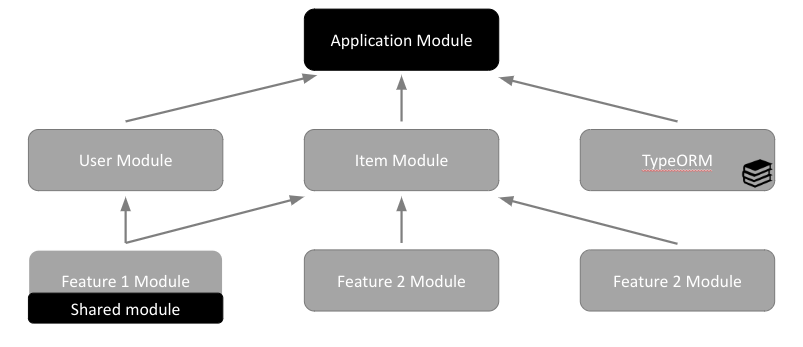 Application Module
User Module
Item Module
TypeORM
Feature 1 Module
Shared module
Feature 2 Module
Feature 2 Module